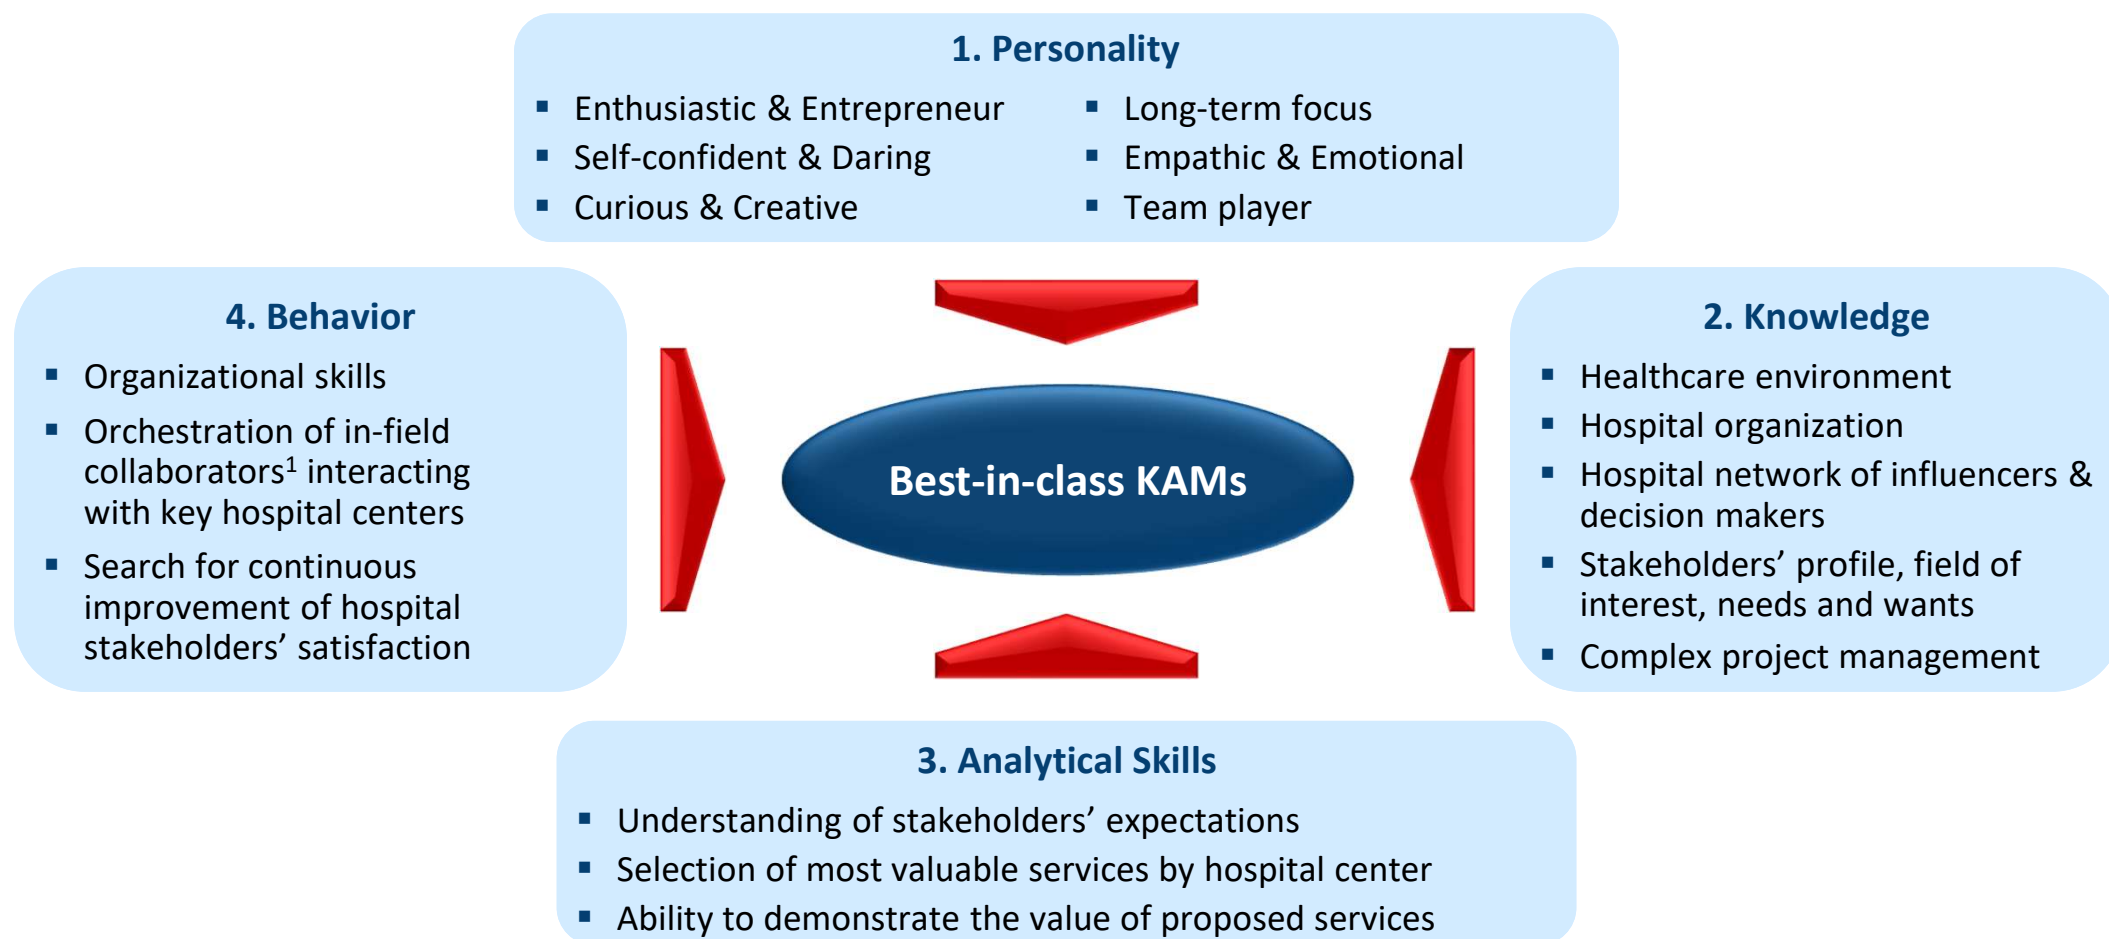 1. Personality
Enthusiastic & Entrepreneur
Self-confident & Daring
Curious & Creative
Long-term focus
Empathic & Emotional
Team player
4. Behavior
Organizational skills
Orchestration of in-field
collaborators¹ interacting
with key hospital centers
Search for continuous
improvement of hospital
stakeholders’ satisfaction
Best-in-class KAMs
2. Knowledge
Healthcare environment
Hospital organization
Hospital network of influencers &
decision makers
Stakeholders’ profile, field of
interest, needs and wants
Complex project management
3. Analytical Skills
Understanding of stakeholders’ expectations
Selection of most valuable services by hospital center
Ability to demonstrate the value of proposed services